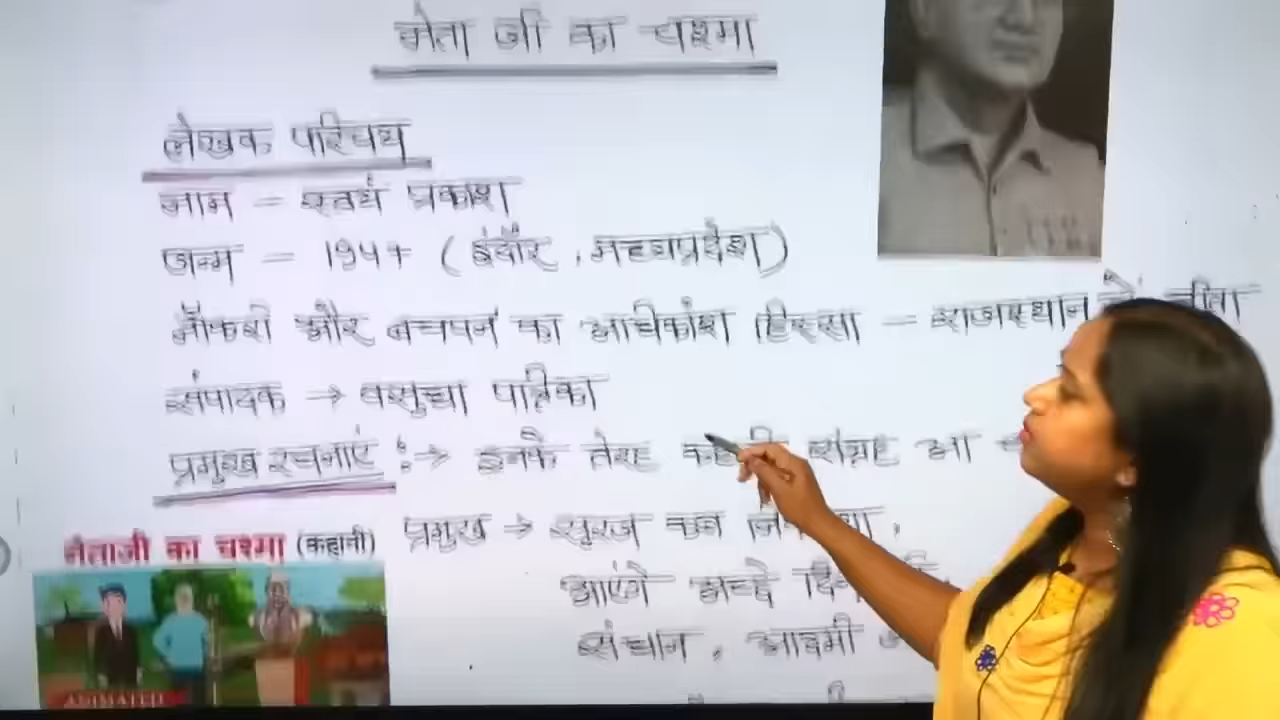 नेता जी का चश्मा
लेखक परिचय
नाम = स्वयं प्रकाश
जन्म = 1947 (इंदौर, मध्यप्रदेश)
नौकरी और बचपन का अधिकांश हिस्सा = राजस्थान में बीता
संपादक → वसुधा पत्रिका
प्रमुख रचनाएं :→ इनके तेरह कहानी संग्रह आ
नेताजी का चश्मा (कहानी)
प्रमुख → सूरज कब
आएंगे अच्छे दिन
संधान, आदमी
ANIMATED